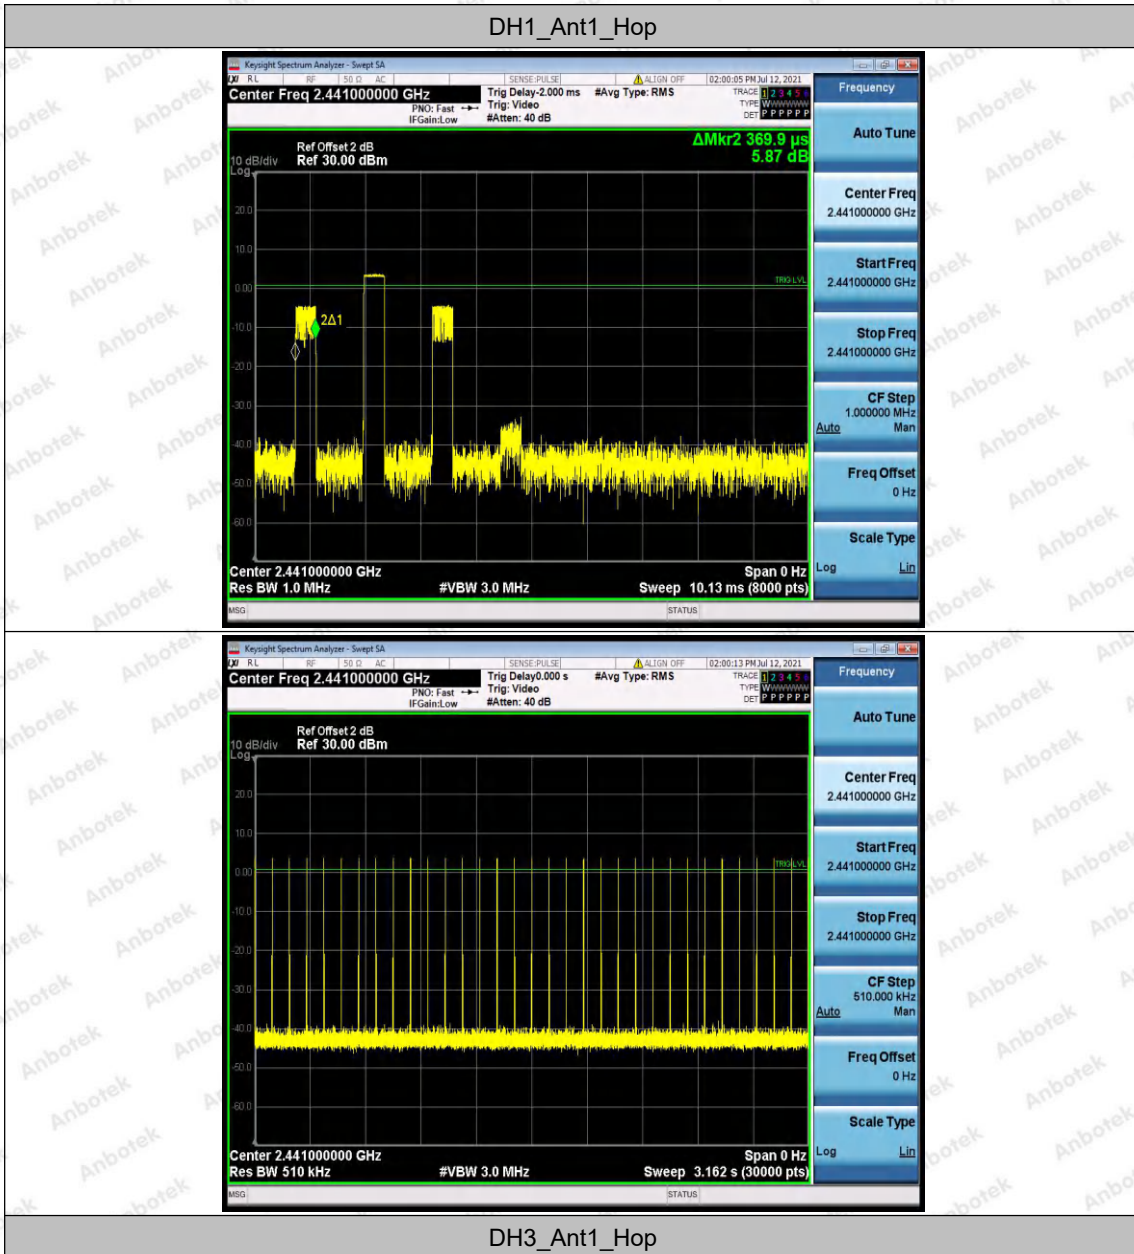 DH1_Ant1_Hop
Keysight Spectrum Analyzer - Swept SA
RL RF 50 Ω AC SENSE:PULSE ALIGN OFF 02:00:05 PM Jul 12, 2021
Center Freq 2.441000000 GHz
PNO: Fast
IFGain:Low
Trig Delay-2.000 ms
Trig: Video
#Atten: 40 dB
#Avg Type: RMS
TRACE 1 2 3 4 5 6
TYPE WWWWWW
DET P P P P P P
ΔMkr2 369.9 µs
5.87 dB
Ref Offset 2 dB
10 dB/div Ref 30.00 dBm
Log
20.0
10.0
0.00
TRIG LVL
-10.0
2Δ1
-20.0
-30.0
-40.0
-50.0
-60.0
Center 2.441000000 GHz Span 0 Hz
Res BW 1.0 MHz #VBW 3.0 MHz Sweep 10.13 ms (8000 pts)
MSG STATUS
Frequency
Auto Tune
Center Freq
2.441000000 GHz
Start Freq
2.441000000 GHz
Stop Freq
2.441000000 GHz
CF Step
1.000000 MHz
Auto Man
Freq Offset
0 Hz
Scale Type
Log Lin
Keysight Spectrum Analyzer - Swept SA
RL RF 50 Ω AC SENSE:PULSE ALIGN OFF 02:00:13 PM Jul 12, 2021
Center Freq 2.441000000 GHz
PNO: Fast
IFGain:Low
Trig Delay0.000 s
Trig: Video
#Atten: 40 dB
#Avg Type: RMS
TRACE 1 2 3 4 5 6
TYPE WWWWWW
DET P P P P P P
Ref Offset 2 dB
10 dB/div Ref 30.00 dBm
Log
20.0
10.0
0.00
TRIG LVL
-10.0
-20.0
-30.0
-40.0
-50.0
-60.0
Center 2.441000000 GHz Span 0 Hz
Res BW 510 kHz #VBW 3.0 MHz Sweep 3.162 s (30000 pts)
MSG STATUS
Frequency
Auto Tune
Center Freq
2.441000000 GHz
Start Freq
2.441000000 GHz
Stop Freq
2.441000000 GHz
CF Step
510.000 kHz
Auto Man
Freq Offset
0 Hz
Scale Type
Log Lin
DH3_Ant1_Hop
Anbotek